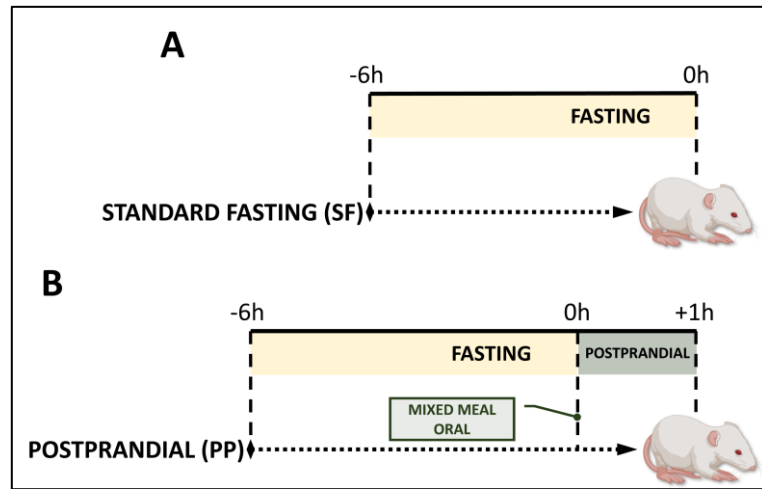 A
-6h 0h
FASTING
STANDARD FASTING (SF)
B
-6h 0h +1h
FASTING POSTPRANDIAL
MIXED MEAL
ORAL
POSTPRANDIAL (PP)